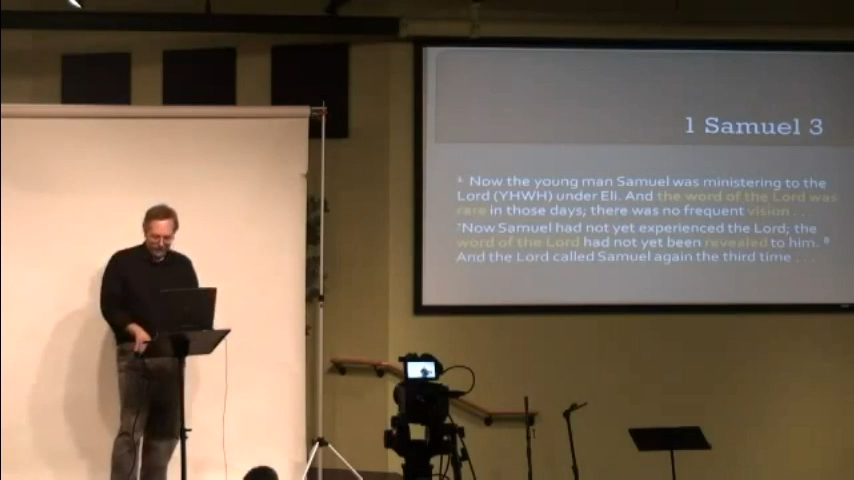 1 Samuel 3
Now the young man Samuel was ministering to the
Lord (YHWH) under Eli. And the word of the Lord was
rare in those days; there was no frequent vision . . .
⁷Now Samuel had not yet experienced the Lord; the
word of the Lord had not yet been revealed to him. ⁸
And the Lord called Samuel again the third time . . .